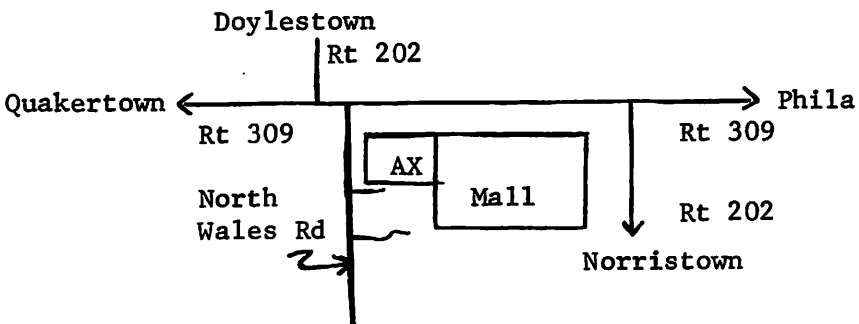 Doylestown
Rt 202
Quakertown
Phila
Rt 309
Rt 309
AX
Mall
North
Wales Rd
Rt 202
Norristown